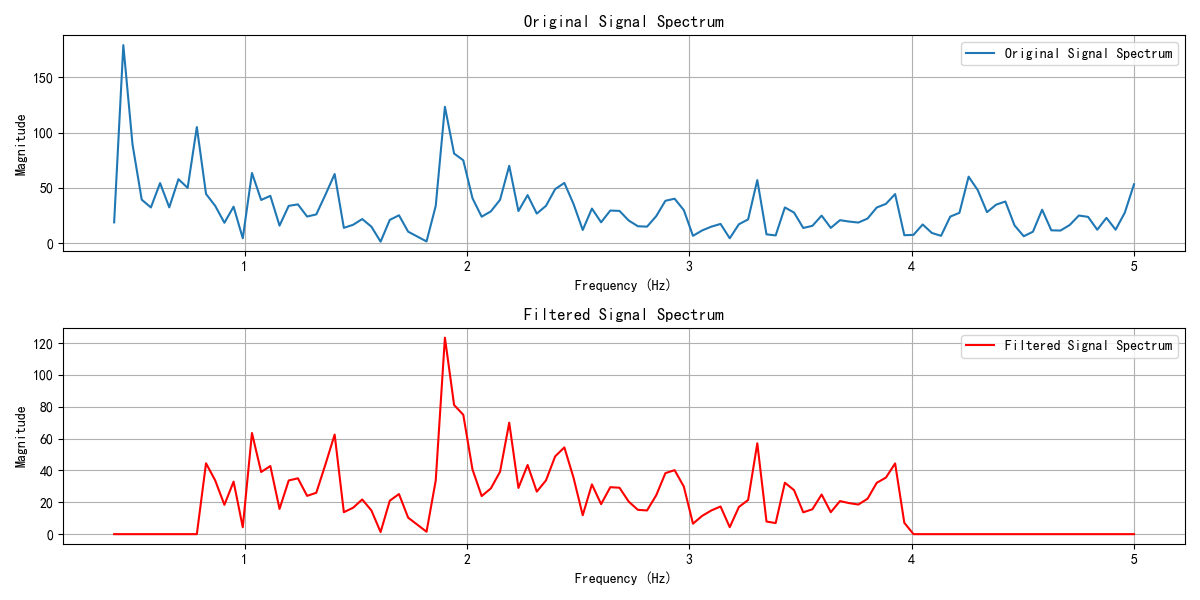 Original Signal Spectrum
Original Signal Spectrum
Magnitude
150
100
50
0
1 2 3 4 5
Frequency (Hz)
Filtered Signal Spectrum
Filtered Signal Spectrum
Magnitude
120
100
80
60
40
20
0
1 2 3 4 5
Frequency (Hz)